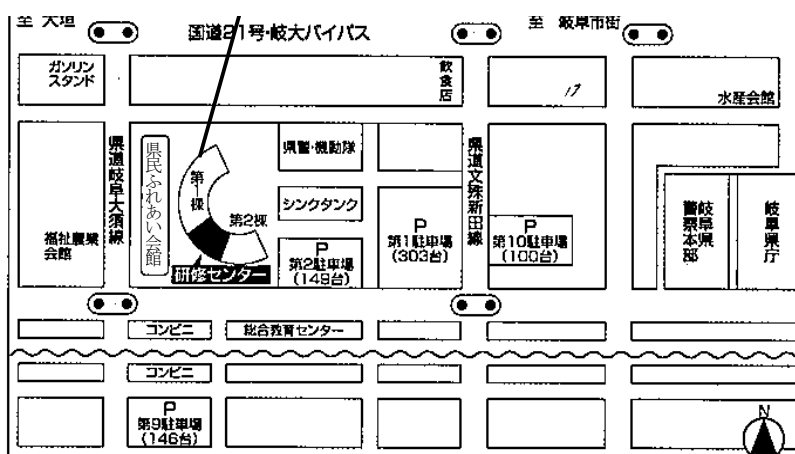 至 大垣
国道21号・岐大バイパス
至 岐阜市街
ガソリン
スタンド
飲食店
17
水産会館
県道岐阜大須線
県民ふれあい会館
第1棟
第2棟
研修センター
県警・機動隊
シンクタンク
P
第2駐車場
(149台)
P
第1駐車場
(303台)
県道文殊新田線
P
第10駐車場
(100台)
岐阜県
警察本部
岐阜県庁
福祉農業
会館
コンビニ
総合教育センター
コンビニ
P
第9駐車場
(146台)
N